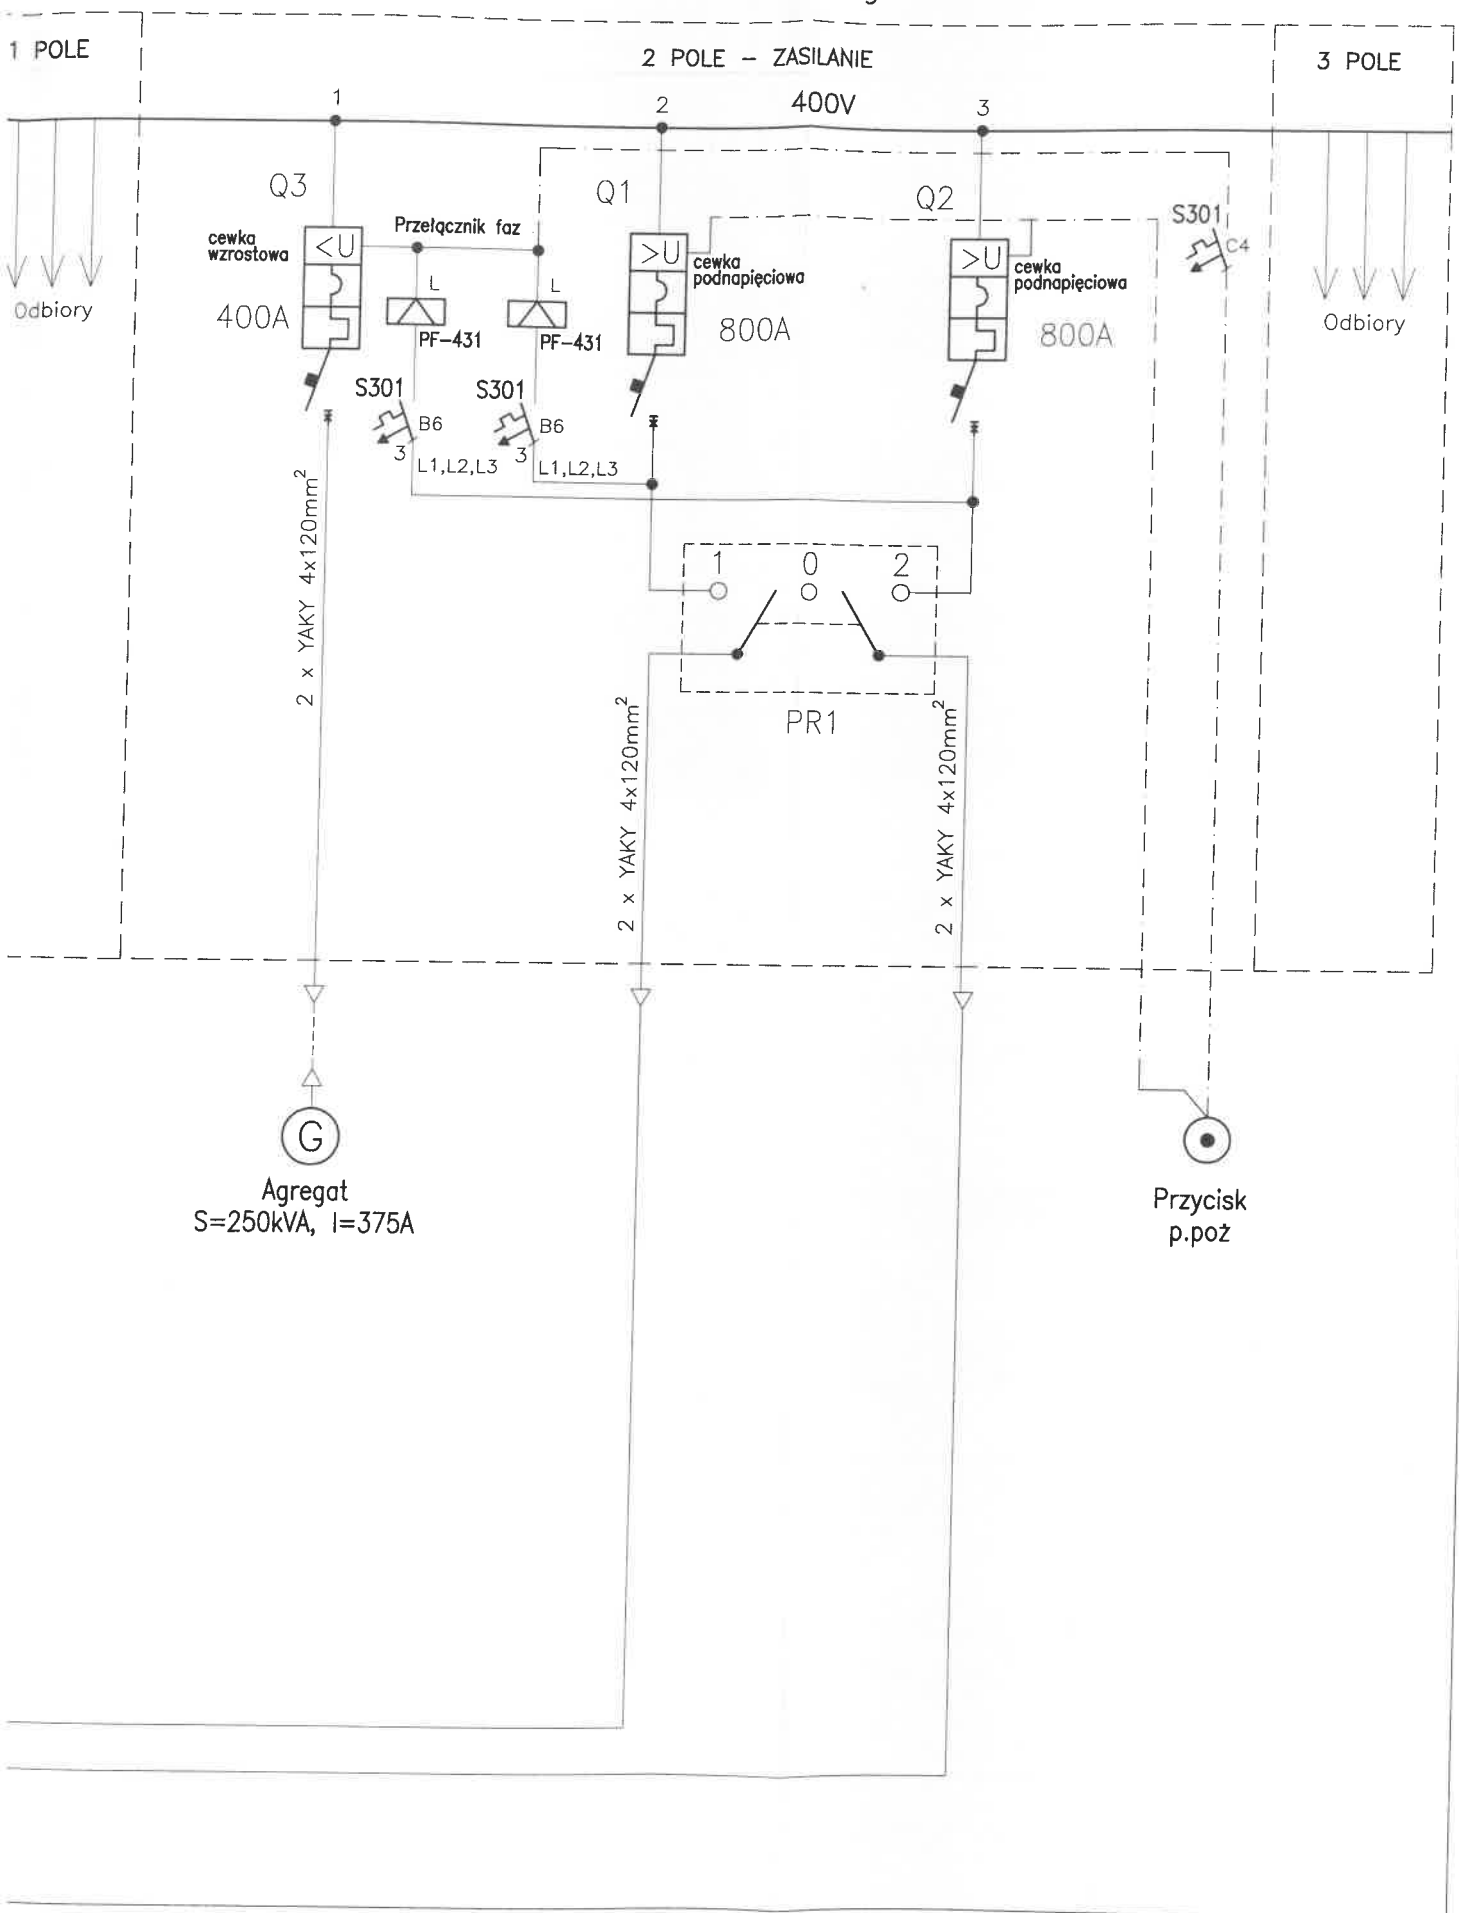 1 POLE
2 POLE – ZASILANIE
3 POLE
400V
1
2
3
Q3
Q1
Q2
S301
C4
Przełącznik faz
cewka
wzrostowa
<U
>U
cewka
podnapięciowa
>U
cewka
podnapięciowa
400A
L
PF-431
L
PF-431
800A
800A
Odbiory
Odbiory
S301
B6
3
L1,L2,L3
S301
B6
3
L1,L2,L3
2 x YAKY 4x120mm²
1
0
2
PR1
2 x YAKY 4x120mm²
2 x YAKY 4x120mm²
G
Agregat
S=250kVA, I=375A
Przycisk
p.poż